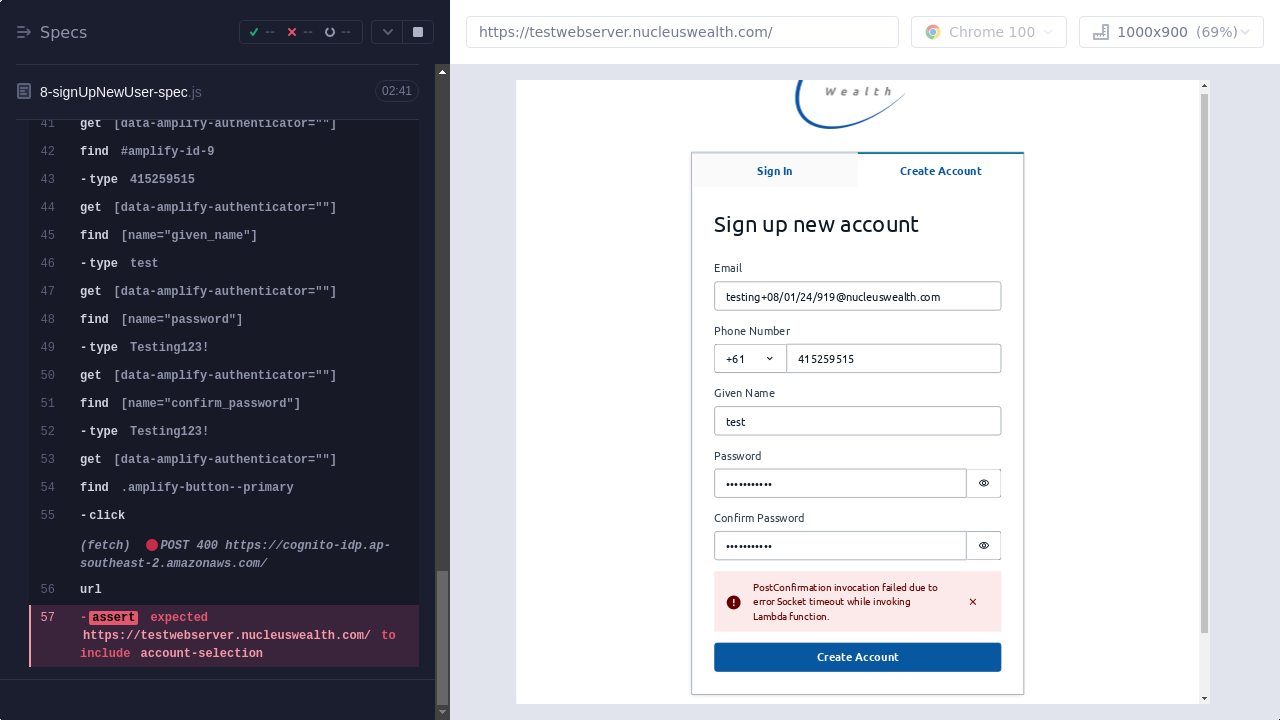 Specs
--
--
--
8-signUpNewUser-spec.js
02:41
41 get [data-amplify-authenticator=""]
42 find #amplify-id-9
43 -type 415259515
44 get [data-amplify-authenticator=""]
45 find [name="given_name"]
46 -type test
47 get [data-amplify-authenticator=""]
48 find [name="password"]
49 -type Testing123!
50 get [data-amplify-authenticator=""]
51 find [name="confirm_password"]
52 -type Testing123!
53 get [data-amplify-authenticator=""]
54 find .amplify-button--primary
55 -click
(fetch) POST 400 https://cognito-idp.ap-
southeast-2.amazonaws.com/
56 url
57 -assert expected
https://testwebserver.nucleuswealth.com/ to
include account-selection
https://testwebserver.nucleuswealth.com/
Chrome 100
1000x900 (69%)
Wealth
Sign In
Create Account
Sign up new account
Email
testing+08/01/24/919@nucleuswealth.com
Phone Number
+61
415259515
Given Name
test
Password
•••••••••••
Confirm Password
•••••••••••
PostConfirmation invocation failed due to
error Socket timeout while invoking
Lambda function.
Create Account